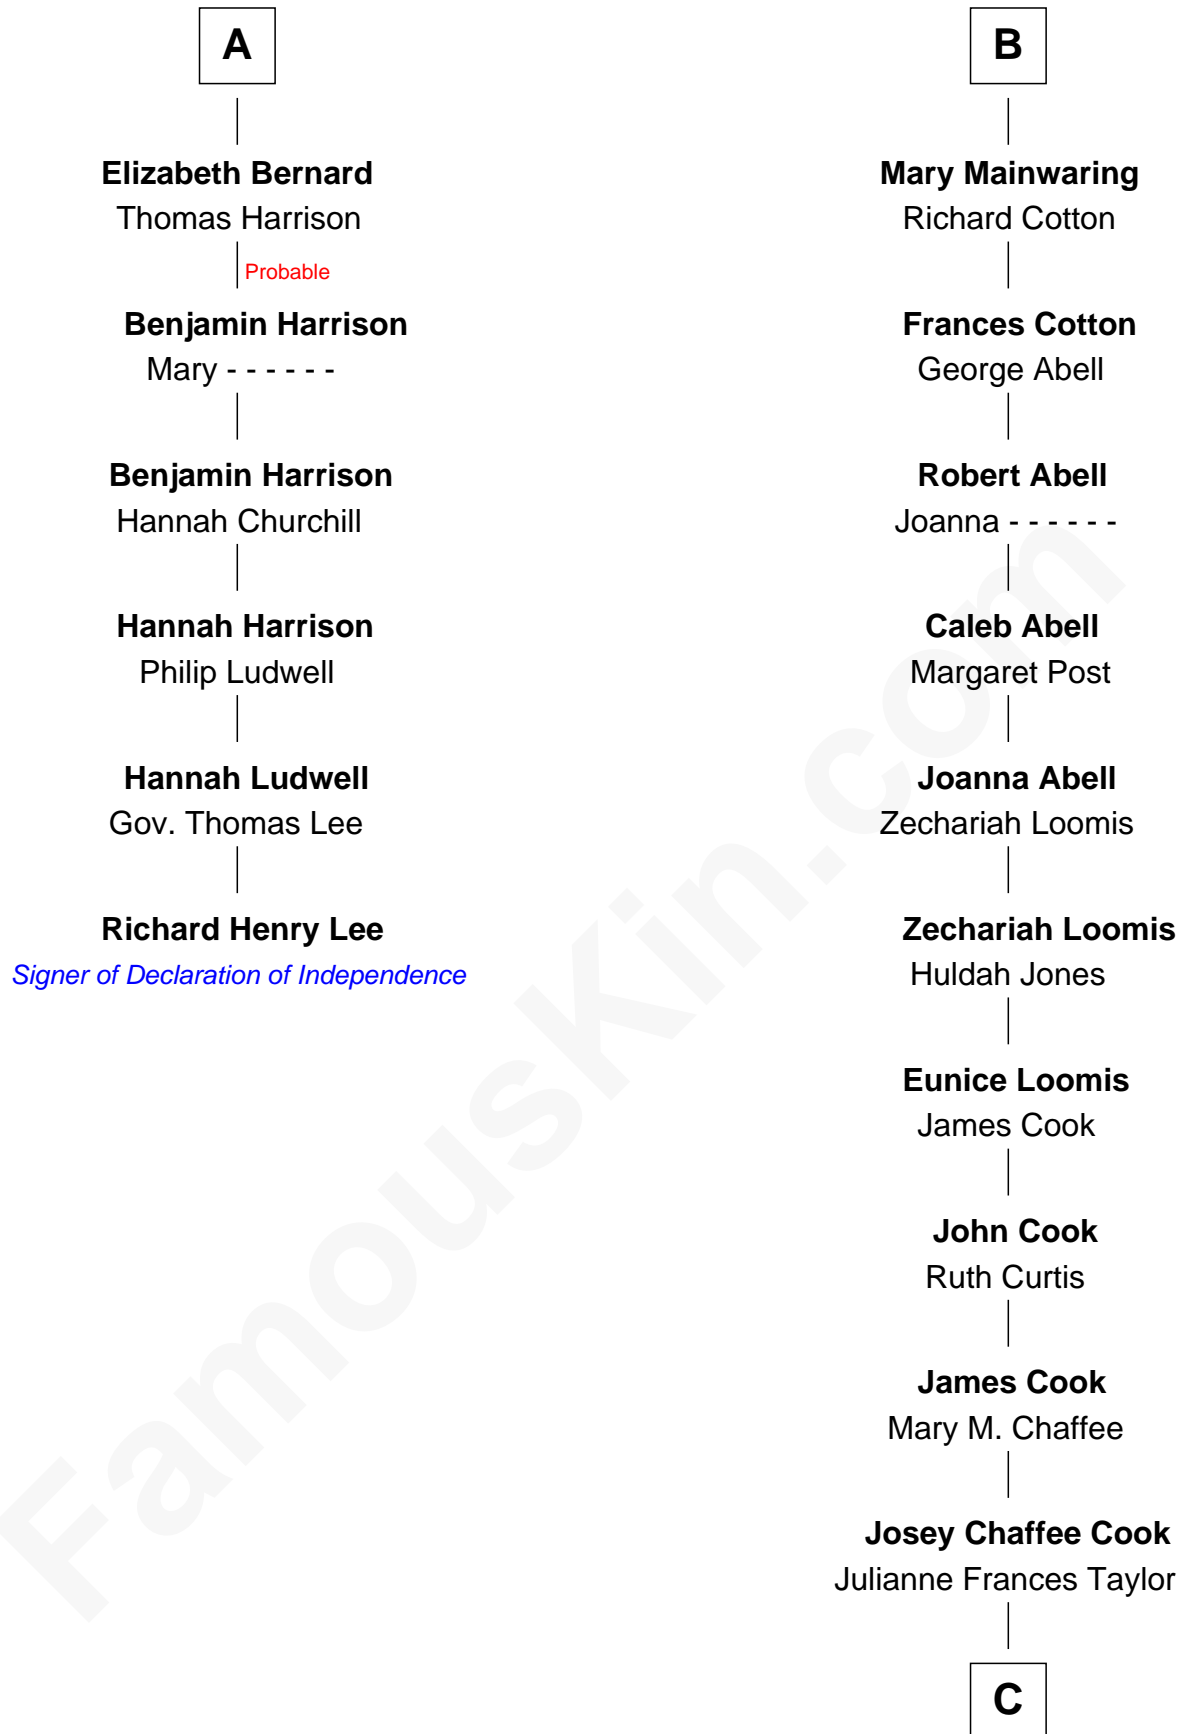 A
Elizabeth Bernard
Thomas Harrison
Probable
Benjamin Harrison
Mary - - - - - -
Benjamin Harrison
Hannah Churchill
Hannah Harrison
Philip Ludwell
Hannah Ludwell
Gov. Thomas Lee
Richard Henry Lee
Signer of Declaration of Independence
B
Mary Mainwaring
Richard Cotton
Frances Cotton
George Abell
Robert Abell
Joanna - - - - - -
Caleb Abell
Margaret Post
Joanna Abell
Zechariah Loomis
Zechariah Loomis
Huldah Jones
Eunice Loomis
James Cook
John Cook
Ruth Curtis
James Cook
Mary M. Chaffee
Josey Chaffee Cook
Julianne Frances Taylor
C
FamousKin.com